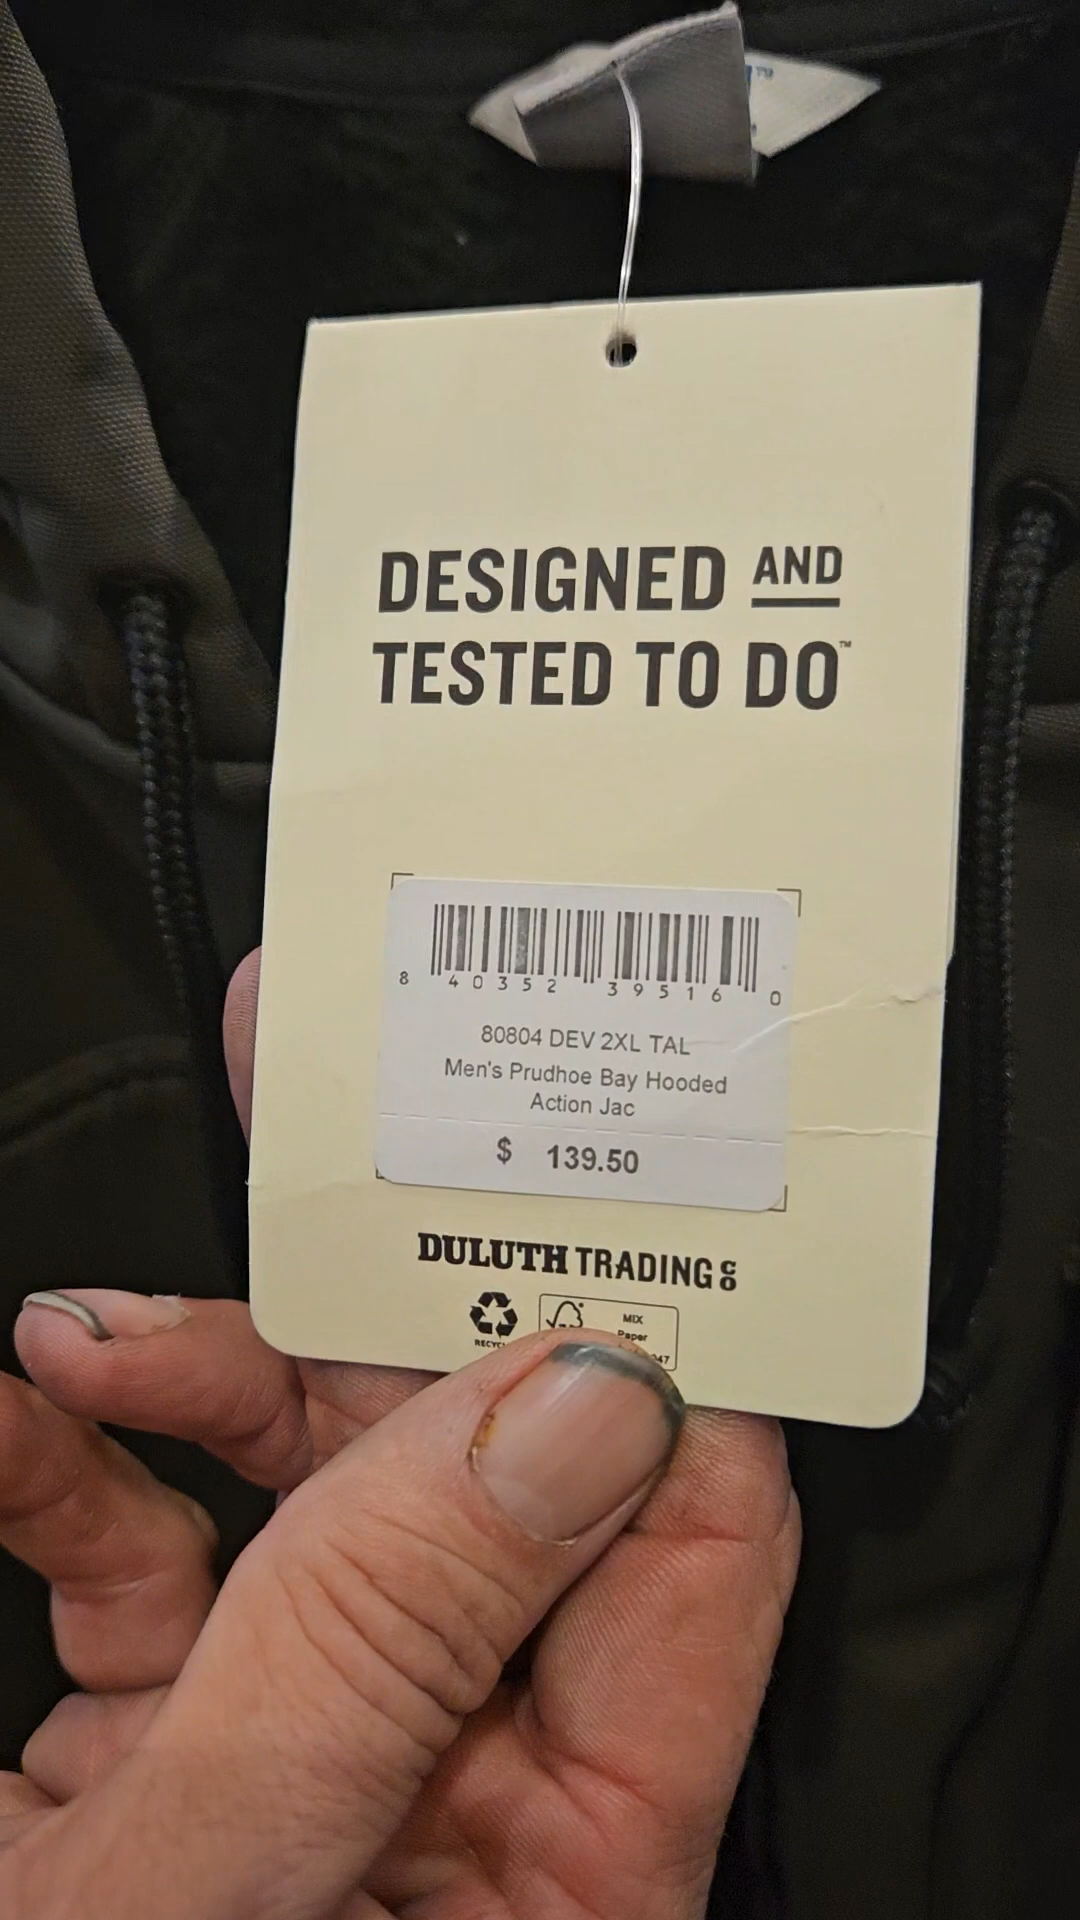 ™
DESIGNED AND
TESTED TO DO™
8 40352 39516 0
80804 DEV 2XL TAL
Men's Prudhoe Bay Hooded
Action Jac
$ 139.50
DULUTH TRADING CO
MIX
Paper